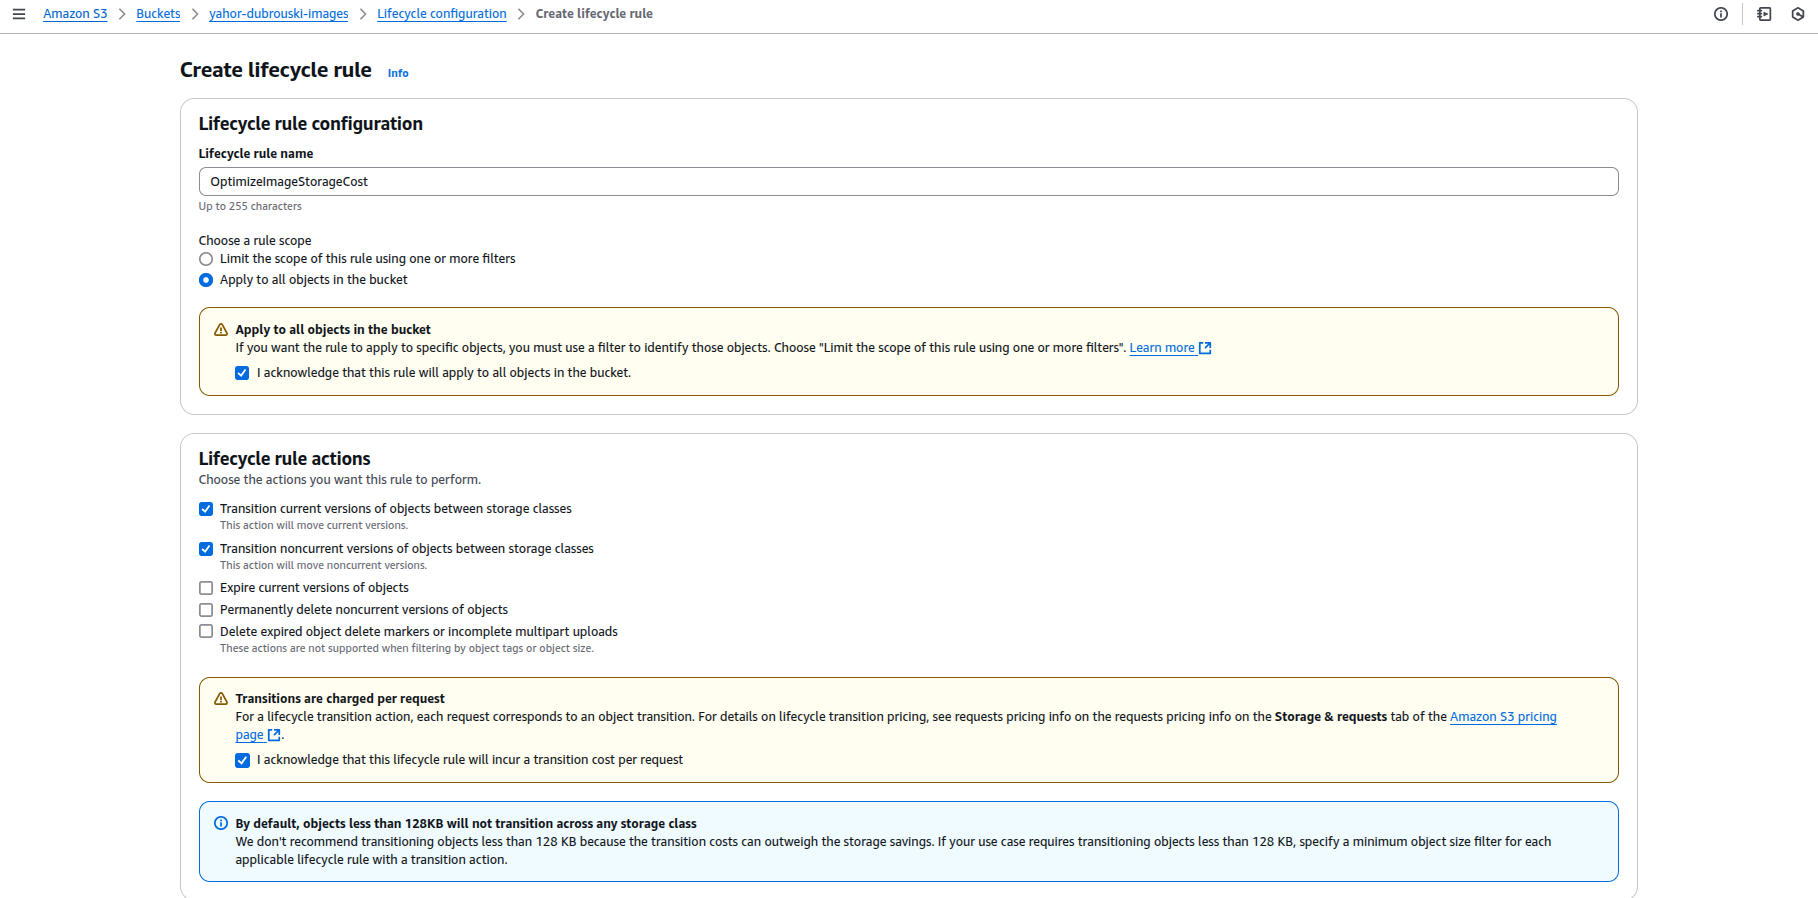 Amazon S3 > Buckets > yahor-dubrouski-images > Lifecycle configuration > Create lifecycle rule
Create lifecycle rule Info
Lifecycle rule configuration
Lifecycle rule name
OptimizeImageStorageCost
Up to 255 characters
Choose a rule scope
Limit the scope of this rule using one or more filters
Apply to all objects in the bucket
Apply to all objects in the bucket
If you want the rule to apply to specific objects, you must use a filter to identify those objects. Choose "Limit the scope of this rule using one or more filters". Learn more
I acknowledge that this rule will apply to all objects in the bucket.
Lifecycle rule actions
Choose the actions you want this rule to perform.
Transition current versions of objects between storage classes
This action will move current versions.
Transition noncurrent versions of objects between storage classes
This action will move noncurrent versions.
Expire current versions of objects
Permanently delete noncurrent versions of objects
Delete expired object delete markers or incomplete multipart uploads
These actions are not supported when filtering by object tags or object size.
Transitions are charged per request
For a lifecycle transition action, each request corresponds to an object transition. For details on lifecycle transition pricing, see requests pricing info on the requests pricing info on the Storage & requests tab of the Amazon S3 pricing
page .
I acknowledge that this lifecycle rule will incur a transition cost per request
By default, objects less than 128KB will not transition across any storage class
We don't recommend transitioning objects less than 128 KB because the transition costs can outweigh the storage savings. If your use case requires transitioning objects less than 128 KB, specify a minimum object size filter for each
applicable lifecycle rule with a transition action.